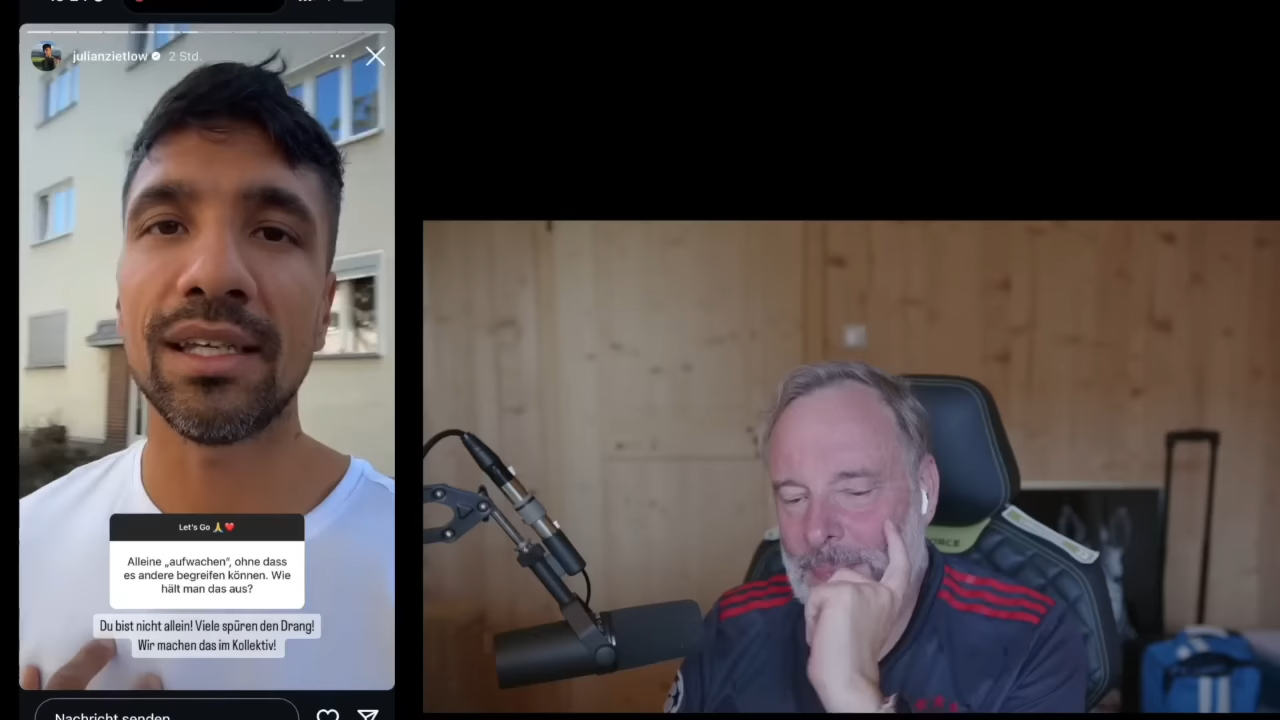 julianzietlow 2 Std.
Let's Go 🙏❤️
Alleine „aufwachen“, ohne dass
es andere begreifen können. Wie
hält man das aus?
Du bist nicht allein! Viele spüren den Drang!
Wir machen das im Kollektiv!
Nachricht senden